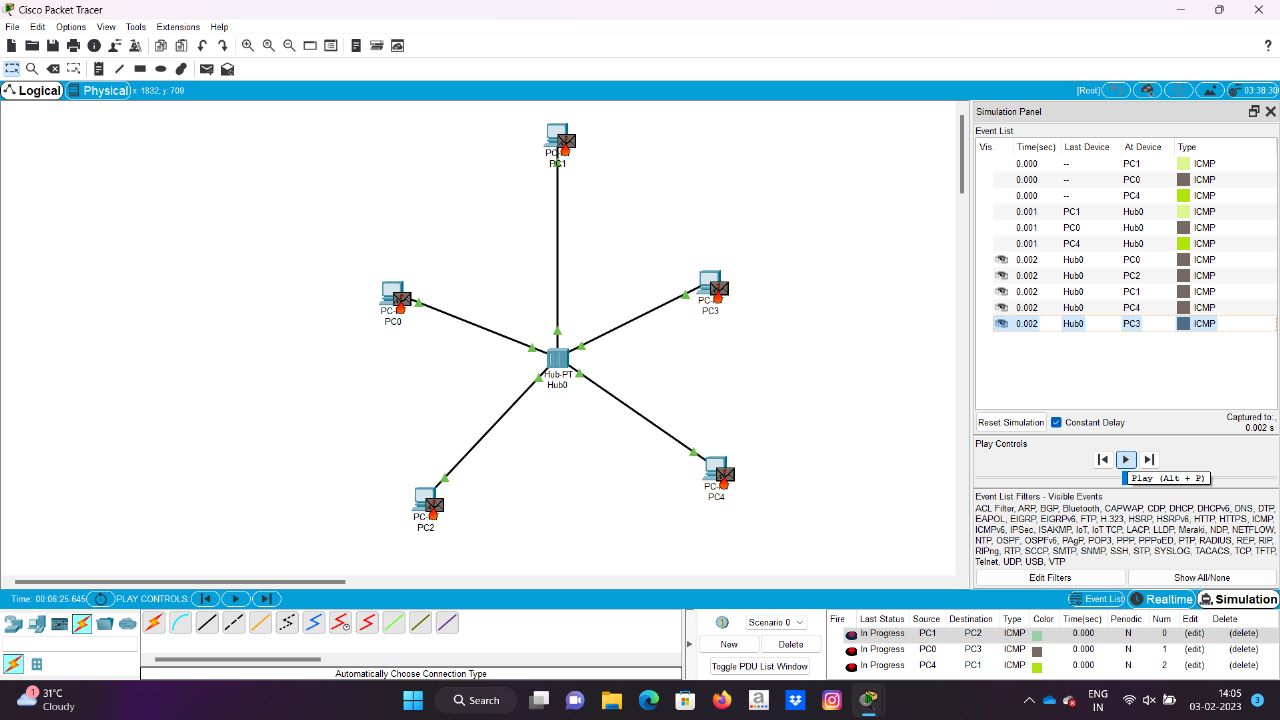 Cisco Packet Tracer
File Edit Options View Tools Extensions Help
?
Logical Physical x: 1832, y: 709 [Root] 03:38:30
Simulation Panel
Event List
Vis. Time(sec) Last Device At Device Type
0.000 -- PC1 ICMP
0.000 -- PC0 ICMP
0.000 -- PC4 ICMP
0.001 PC1 Hub0 ICMP
0.001 PC0 Hub0 ICMP
0.001 PC4 Hub0 ICMP
0.002 Hub0 PC0 ICMP
0.002 Hub0 PC2 ICMP
0.002 Hub0 PC1 ICMP
0.002 Hub0 PC4 ICMP
0.002 Hub0 PC3 ICMP
PC1
PC0
PC3
Hub-PT
Hub0
PC4
PC2
Reset Simulation Constant Delay Captured to:
0.002 s
Play Controls
Play (Alt + P)
Event List Filters - Visible Events
ACL Filter, ARP, BGP, Bluetooth, CAPWAP, CDP, DHCP, DHCPv6, DNS, DTP,
EAPOL, EIGRP, EIGRPv6, FTP, H.323, HSRP, HSRPv6, HTTP, HTTPS, ICMP,
ICMPv6, IPSec, ISAKMP, IoT, IoT TCP, LACP, LLDP, Meraki, NDP, NETFLOW,
NTP, OSPF, OSPFv6, PAgP, POP3, PPP, PPPoED, PTP, RADIUS, REP, RIP,
RIPng, RTP, SCCP, SMTP, SNMP, SSH, STP, SYSLOG, TACACS, TCP, TFTP,
Telnet, UDP, USB, VTP
Edit Filters Show All/None
Time: 00:06:25.645 PLAY CONTROLS: Event List Realtime Simulation
Scenario 0
New Delete
Toggle PDU List Window
Fire Last Status Source Destination Type Color Time(sec) Periodic Num Edit Delete
In Progress PC1 PC2 ICMP 0.000 N 0 (edit) (delete)
In Progress PC0 PC3 ICMP 0.000 N 1 (edit) (delete)
In Progress PC4 PC1 ICMP 0.000 N 2 (edit) (delete)
Automatically Choose Connection Type
1
31°C
Cloudy
Search
a
ENG
IN
14:05
03-02-2023
3